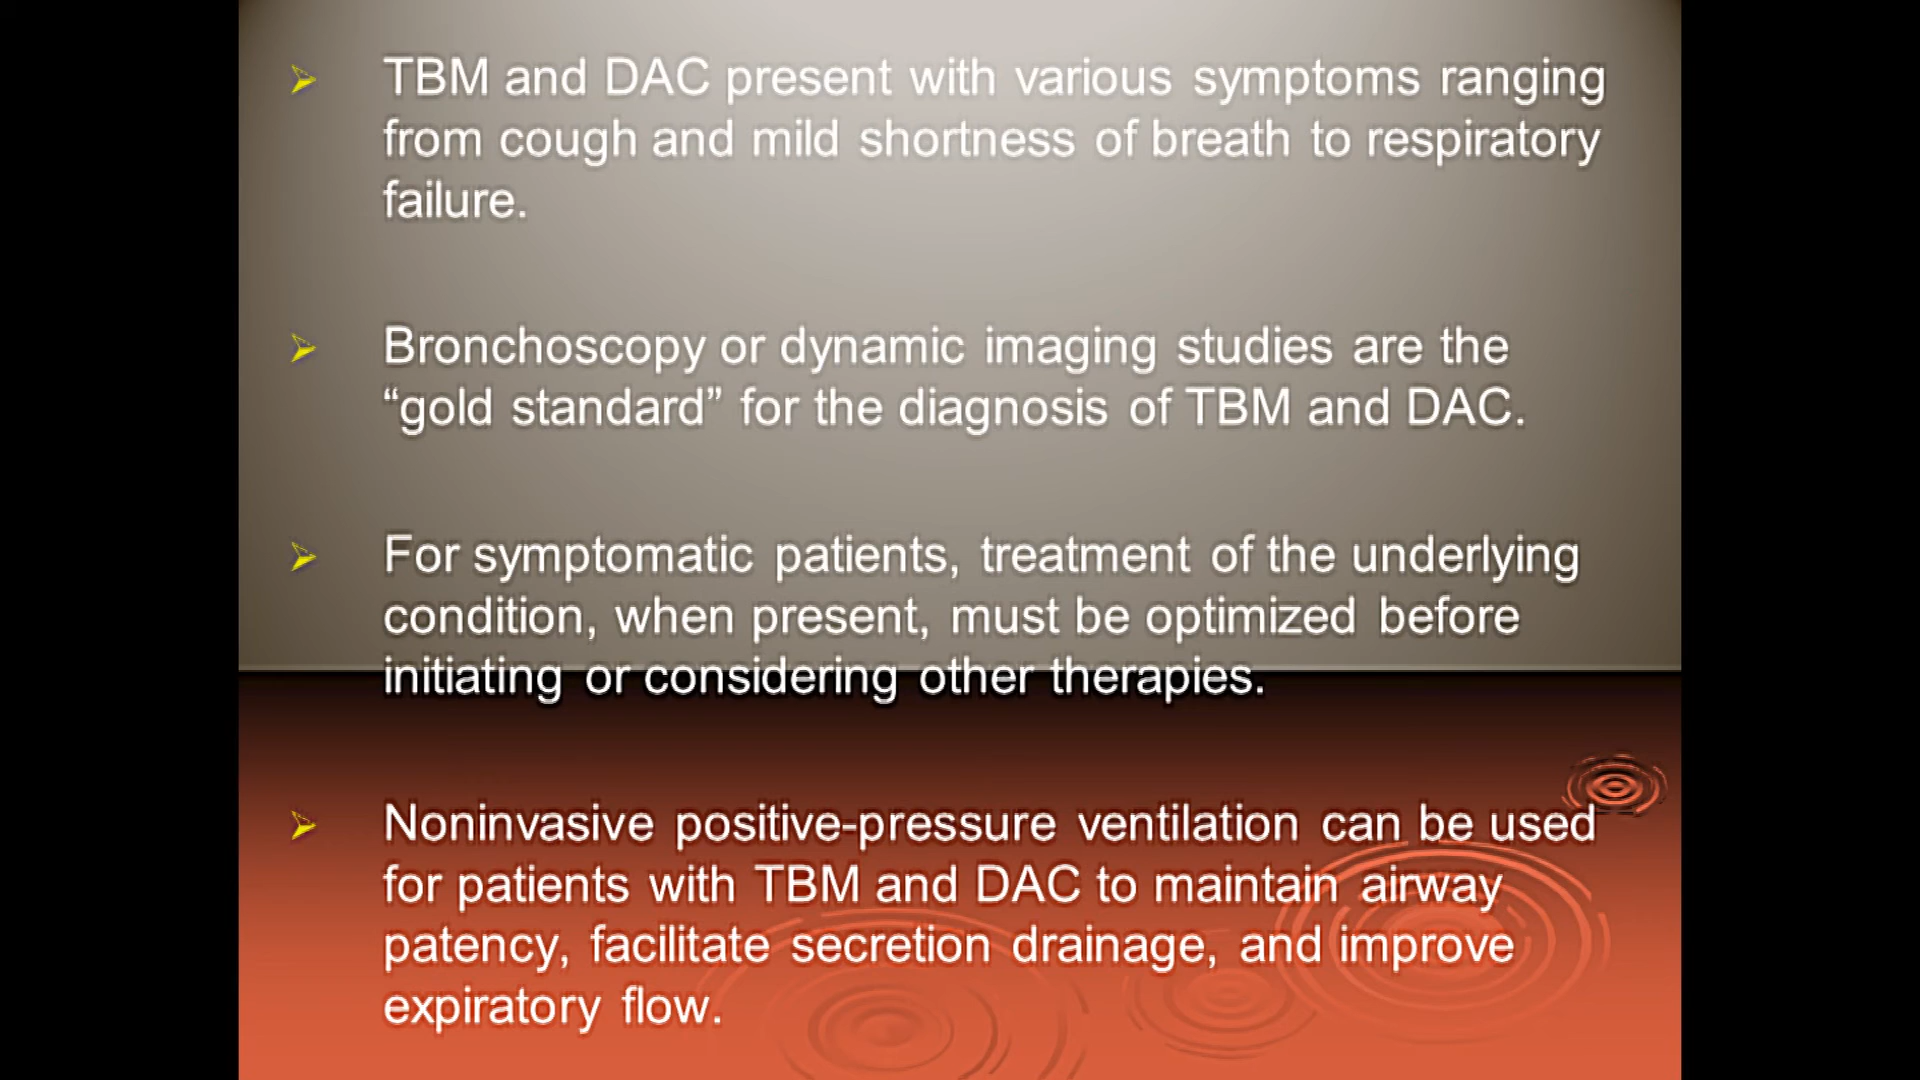 TBM and DAC present with various symptoms ranging
from cough and mild shortness of breath to respiratory
failure.
Bronchoscopy or dynamic imaging studies are the
“gold standard” for the diagnosis of TBM and DAC.
For symptomatic patients, treatment of the underlying
condition, when present, must be optimized before
initiating or considering other therapies.
Noninvasive positive-pressure ventilation can be used
for patients with TBM and DAC to maintain airway
patency, facilitate secretion drainage, and improve
expiratory flow.